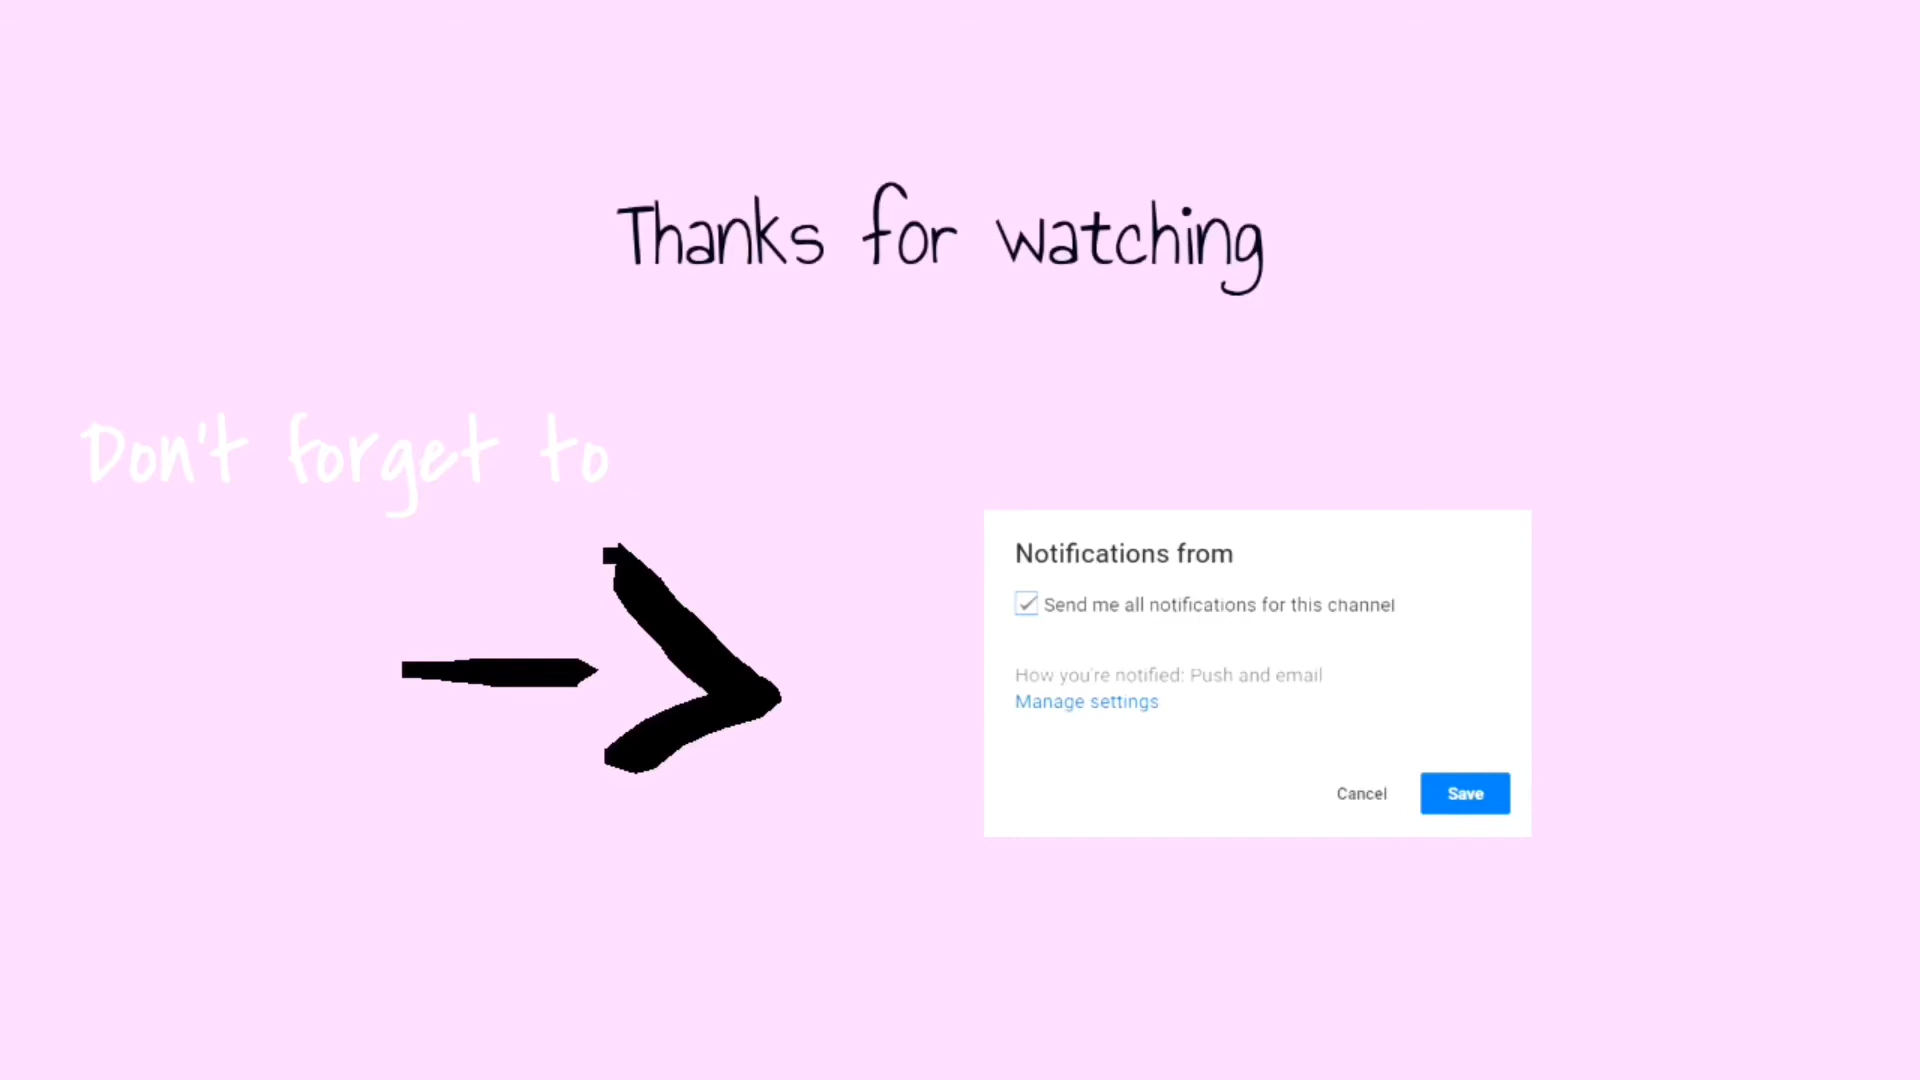 Thanks for watching
Don't forget to
Notifications from
Send me all notifications for this channel
How you're notified: Push and email
Manage settings
Cancel
Save